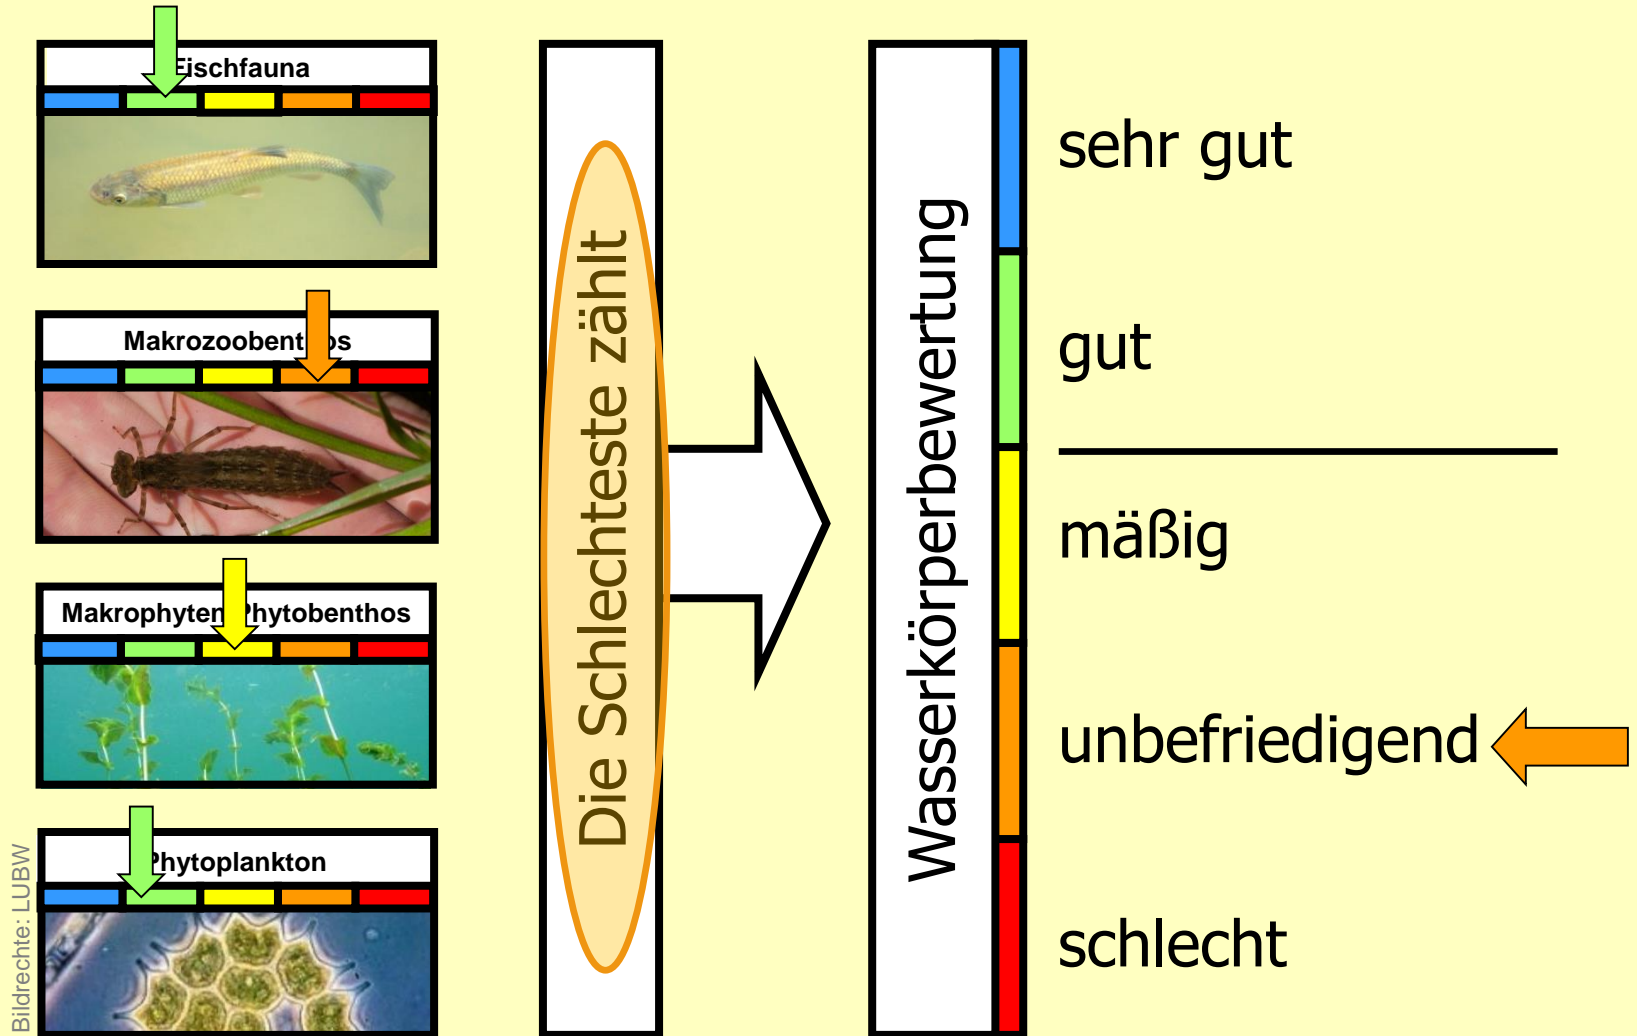 Fischfauna
Makrozoobenthos
Makrophyten/Phytobenthos
Phytoplankton
Bildrechte: LUBW
Die Schlechteste zählt
Wasserkörperbewertung
sehr gut
gut
mäßig
unbefriedigend
schlecht